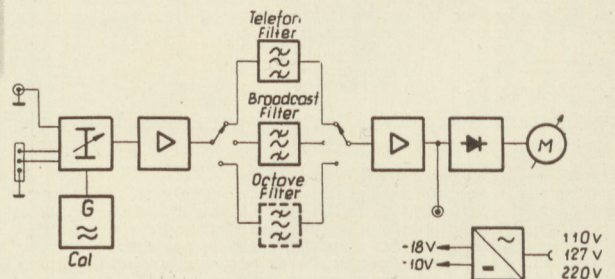 Telefon
Filter
Broadcast
Filter
Octave
Filter
G
Cal
M
-18V
-10V
110V
127V
220V